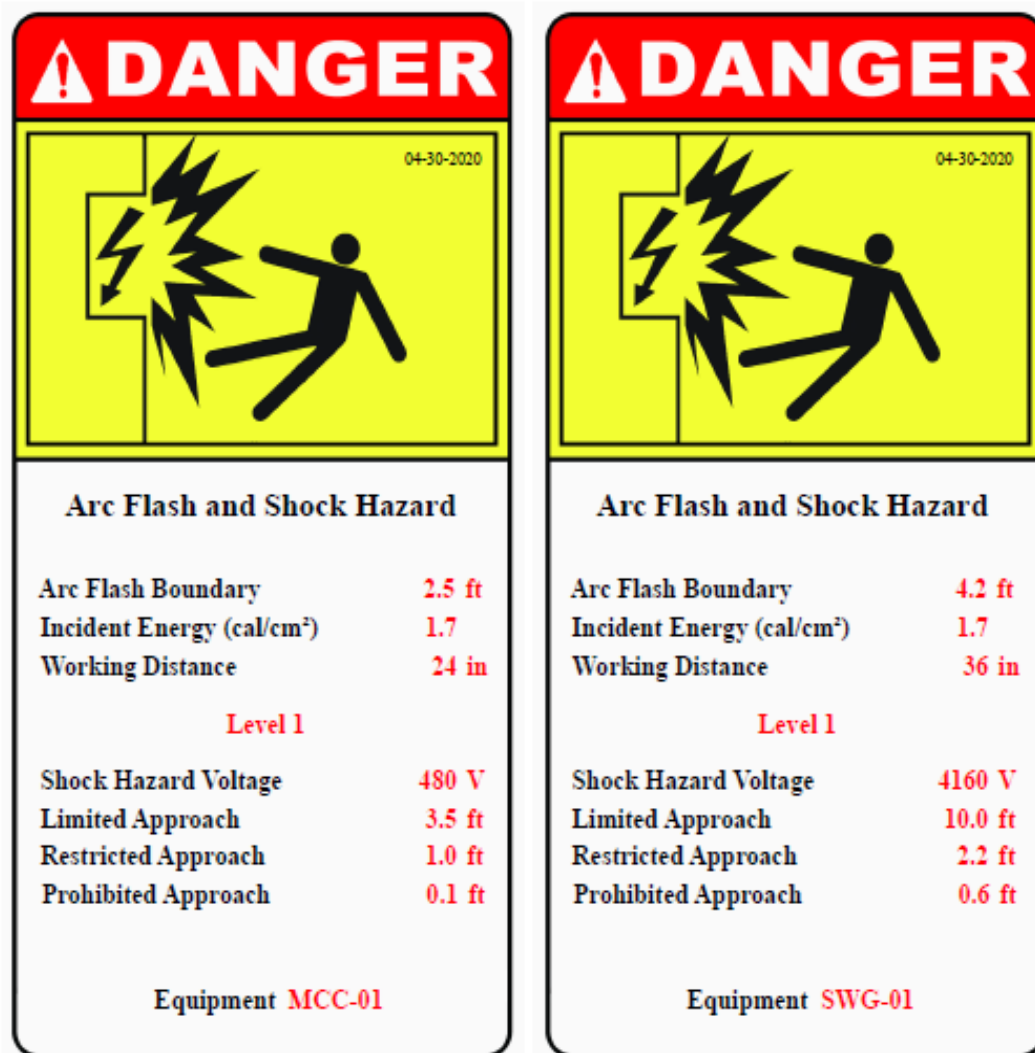 DANGER
04-30-2020
Arc Flash and Shock Hazard
Arc Flash Boundary 2.5 ft
Incident Energy (cal/cm²) 1.7
Working Distance 24 in
Level 1
Shock Hazard Voltage 480 V
Limited Approach 3.5 ft
Restricted Approach 1.0 ft
Prohibited Approach 0.1 ft
Equipment MCC-01
DANGER
04-30-2020
Arc Flash and Shock Hazard
Arc Flash Boundary 4.2 ft
Incident Energy (cal/cm²) 1.7
Working Distance 36 in
Level 1
Shock Hazard Voltage 4160 V
Limited Approach 10.0 ft
Restricted Approach 2.2 ft
Prohibited Approach 0.6 ft
Equipment SWG-01